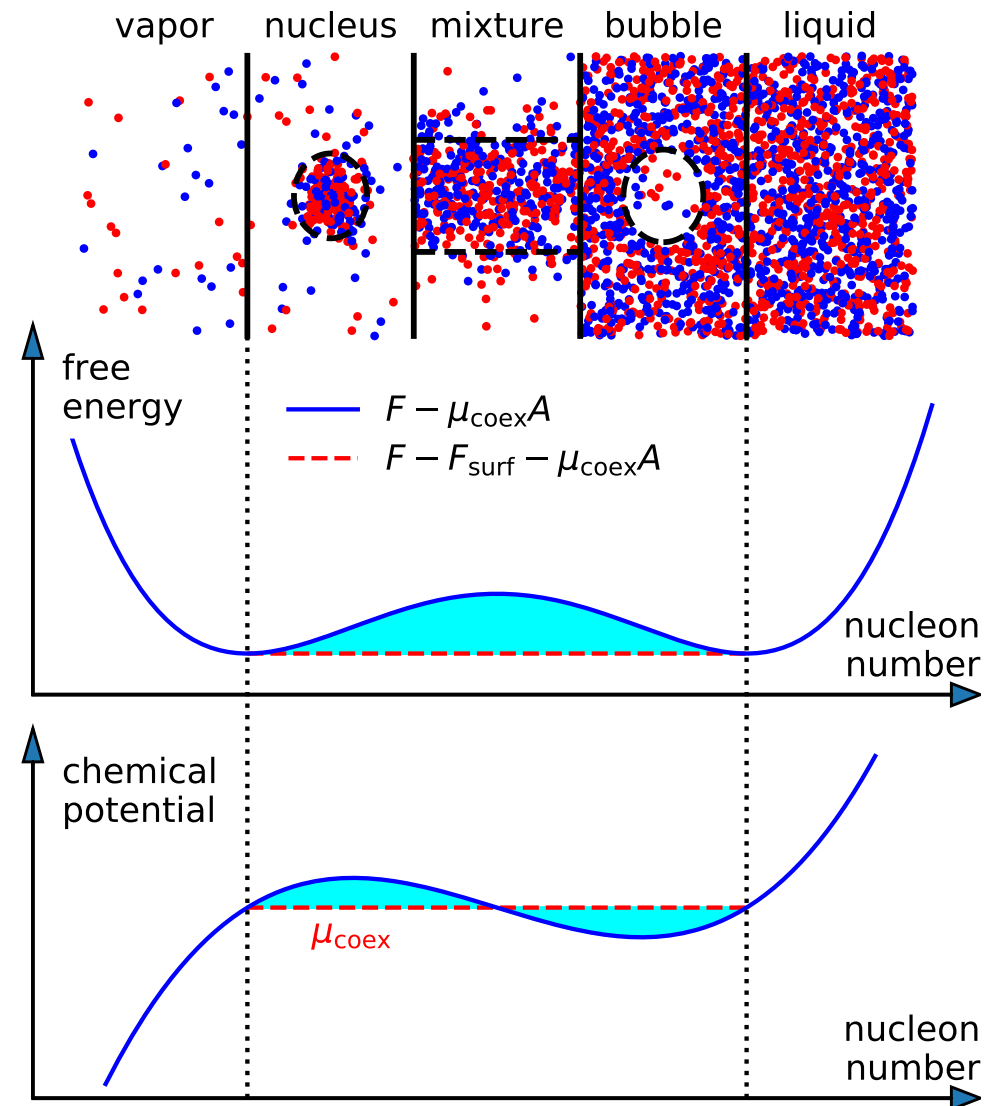 vapor nucleus mixture bubble liquid
free
energy
F − μcoexA
F − Fsurf − μcoexA
nucleon
number
chemical
potential
μcoex
nucleon
number